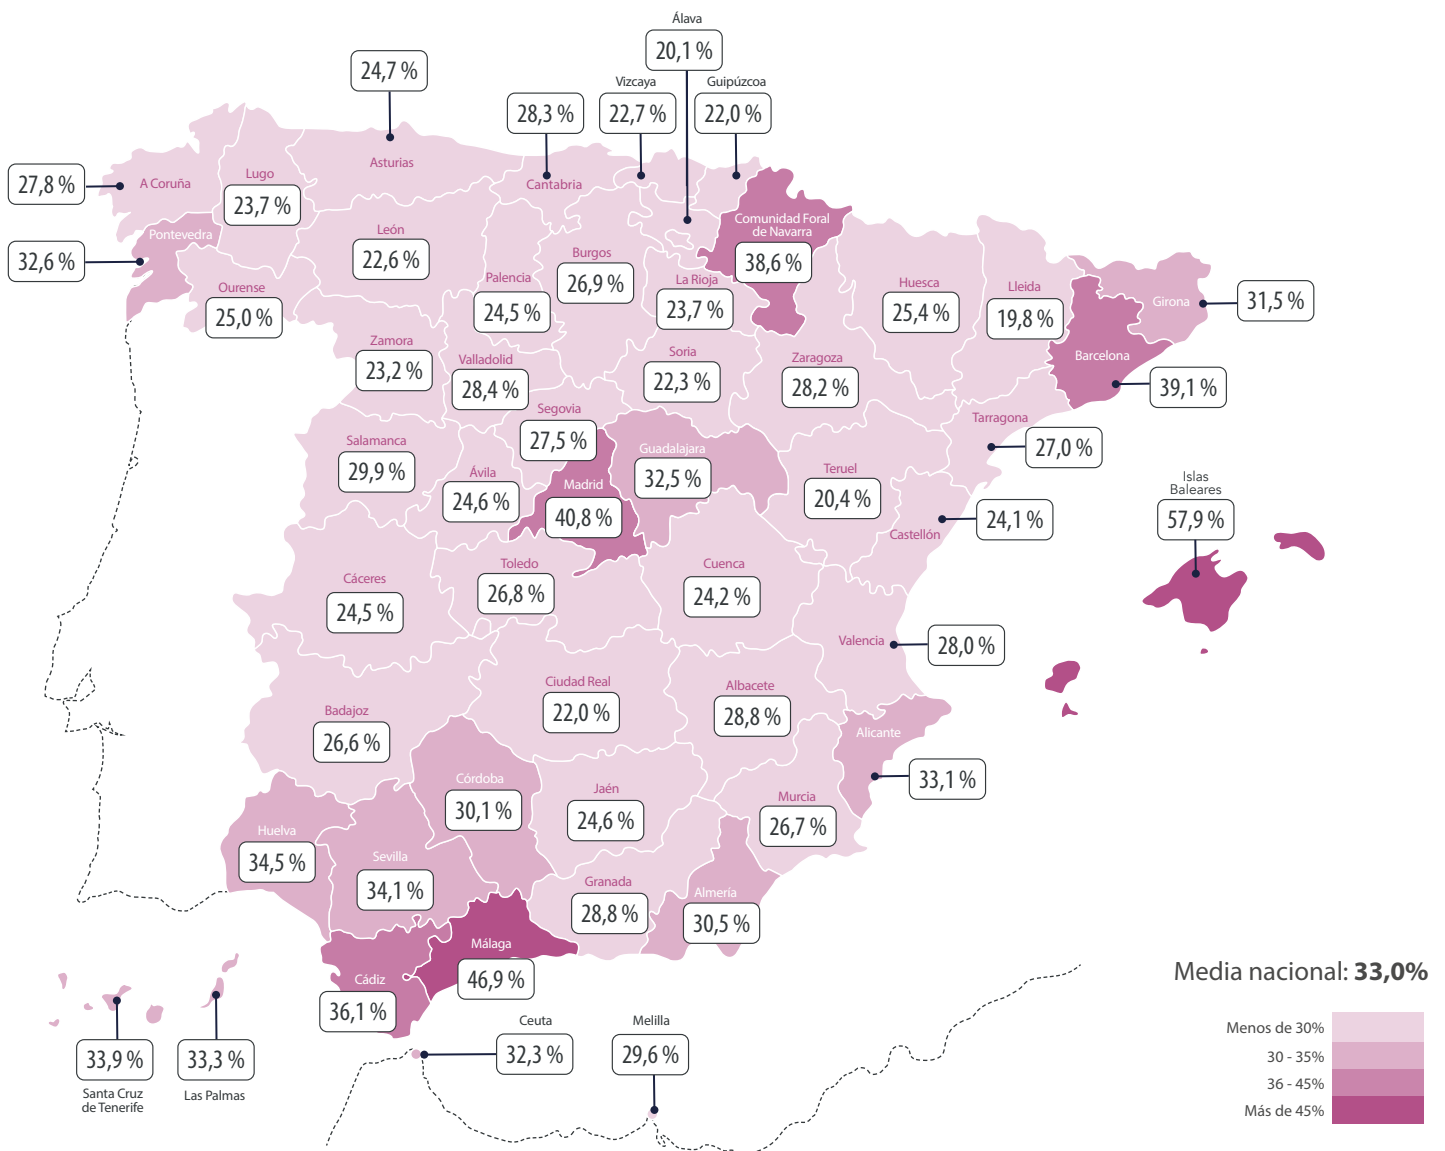 Álava
20,1 %
24,7 %
Vizcaya
22,7 %
Guipúzcoa
22,0 %
28,3 %
Asturias
Cantabria
27,8 %
A Coruña
Lugo
23,7 %
Pontevedra
32,6 %
León
22,6 %
Comunidad Foral
de Navarra
38,6 %
Burgos
26,9 %
Palencia
24,5 %
La Rioja
23,7 %
Ourense
25,0 %
Huesca
25,4 %
Lleida
19,8 %
Girona
31,5 %
Zamora
23,2 %
Valladolid
28,4 %
Soria
22,3 %
Zaragoza
28,2 %
Barcelona
39,1 %
Segovia
27,5 %
Tarragona
27,0 %
Salamanca
29,9 %
Guadalajara
32,5 %
Ávila
24,6 %
Madrid
40,8 %
Teruel
20,4 %
Islas
Baleares
57,9 %
24,1 %
Castellón
Toledo
26,8 %
Cuenca
24,2 %
Cáceres
24,5 %
Valencia
28,0 %
Ciudad Real
22,0 %
Albacete
28,8 %
Badajoz
26,6 %
Alicante
33,1 %
Córdoba
30,1 %
Jaén
24,6 %
Murcia
26,7 %
Huelva
34,5 %
Sevilla
34,1 %
Granada
28,8 %
Almería
30,5 %
Málaga
46,9 %
Cádiz
36,1 %
Media nacional: 33,0%
Ceuta
32,3 %
Melilla
29,6 %
33,9 %
Santa Cruz
de Tenerife
33,3 %
Las Palmas
Menos de 30%
30 - 35%
36 - 45%
Más de 45%